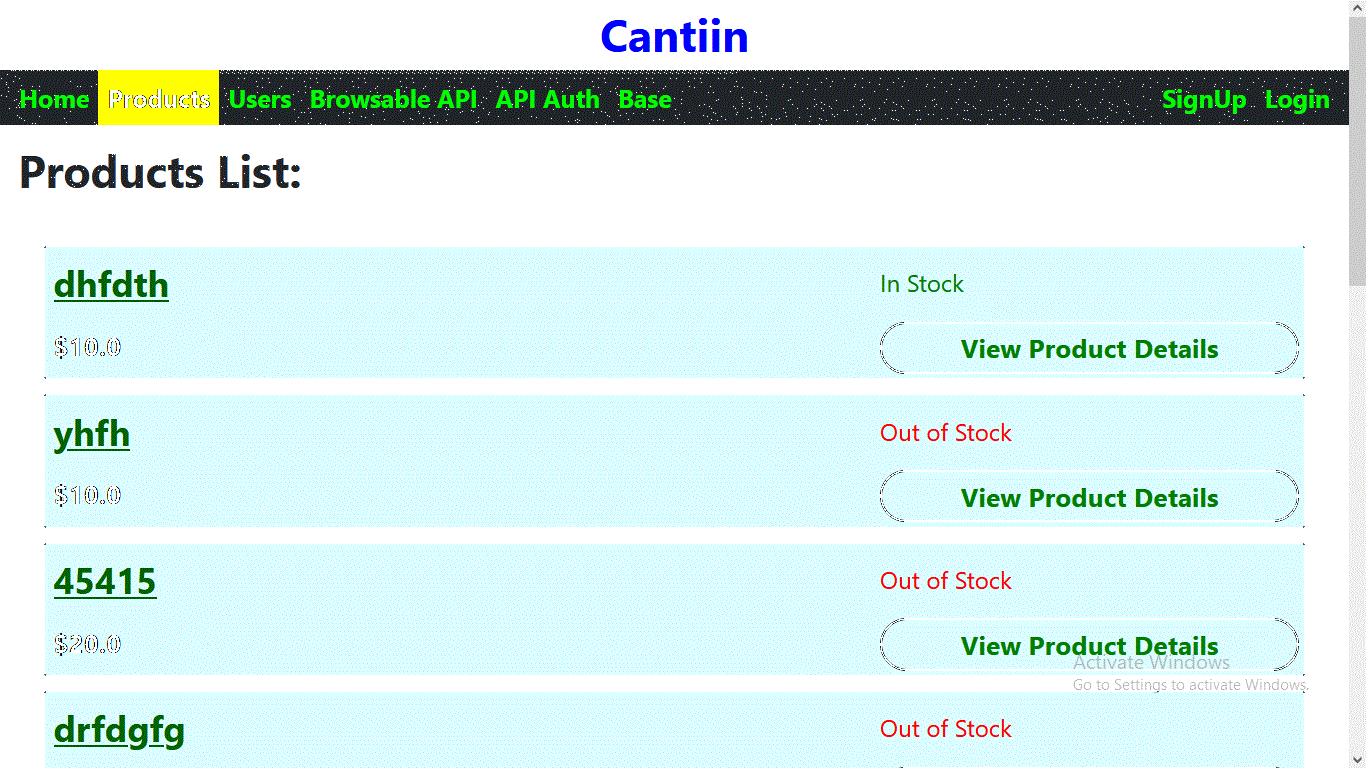 Cantiin
Home Products Users Browsable API API Auth Base SignUp Login
Products List:
dhfdth In Stock
$10.0 View Product Details
yhfh Out of Stock
$10.0 View Product Details
45415 Out of Stock
$20.0 View Product Details
Activate Windows
Go to Settings to activate Windows.
drfdgfg Out of Stock